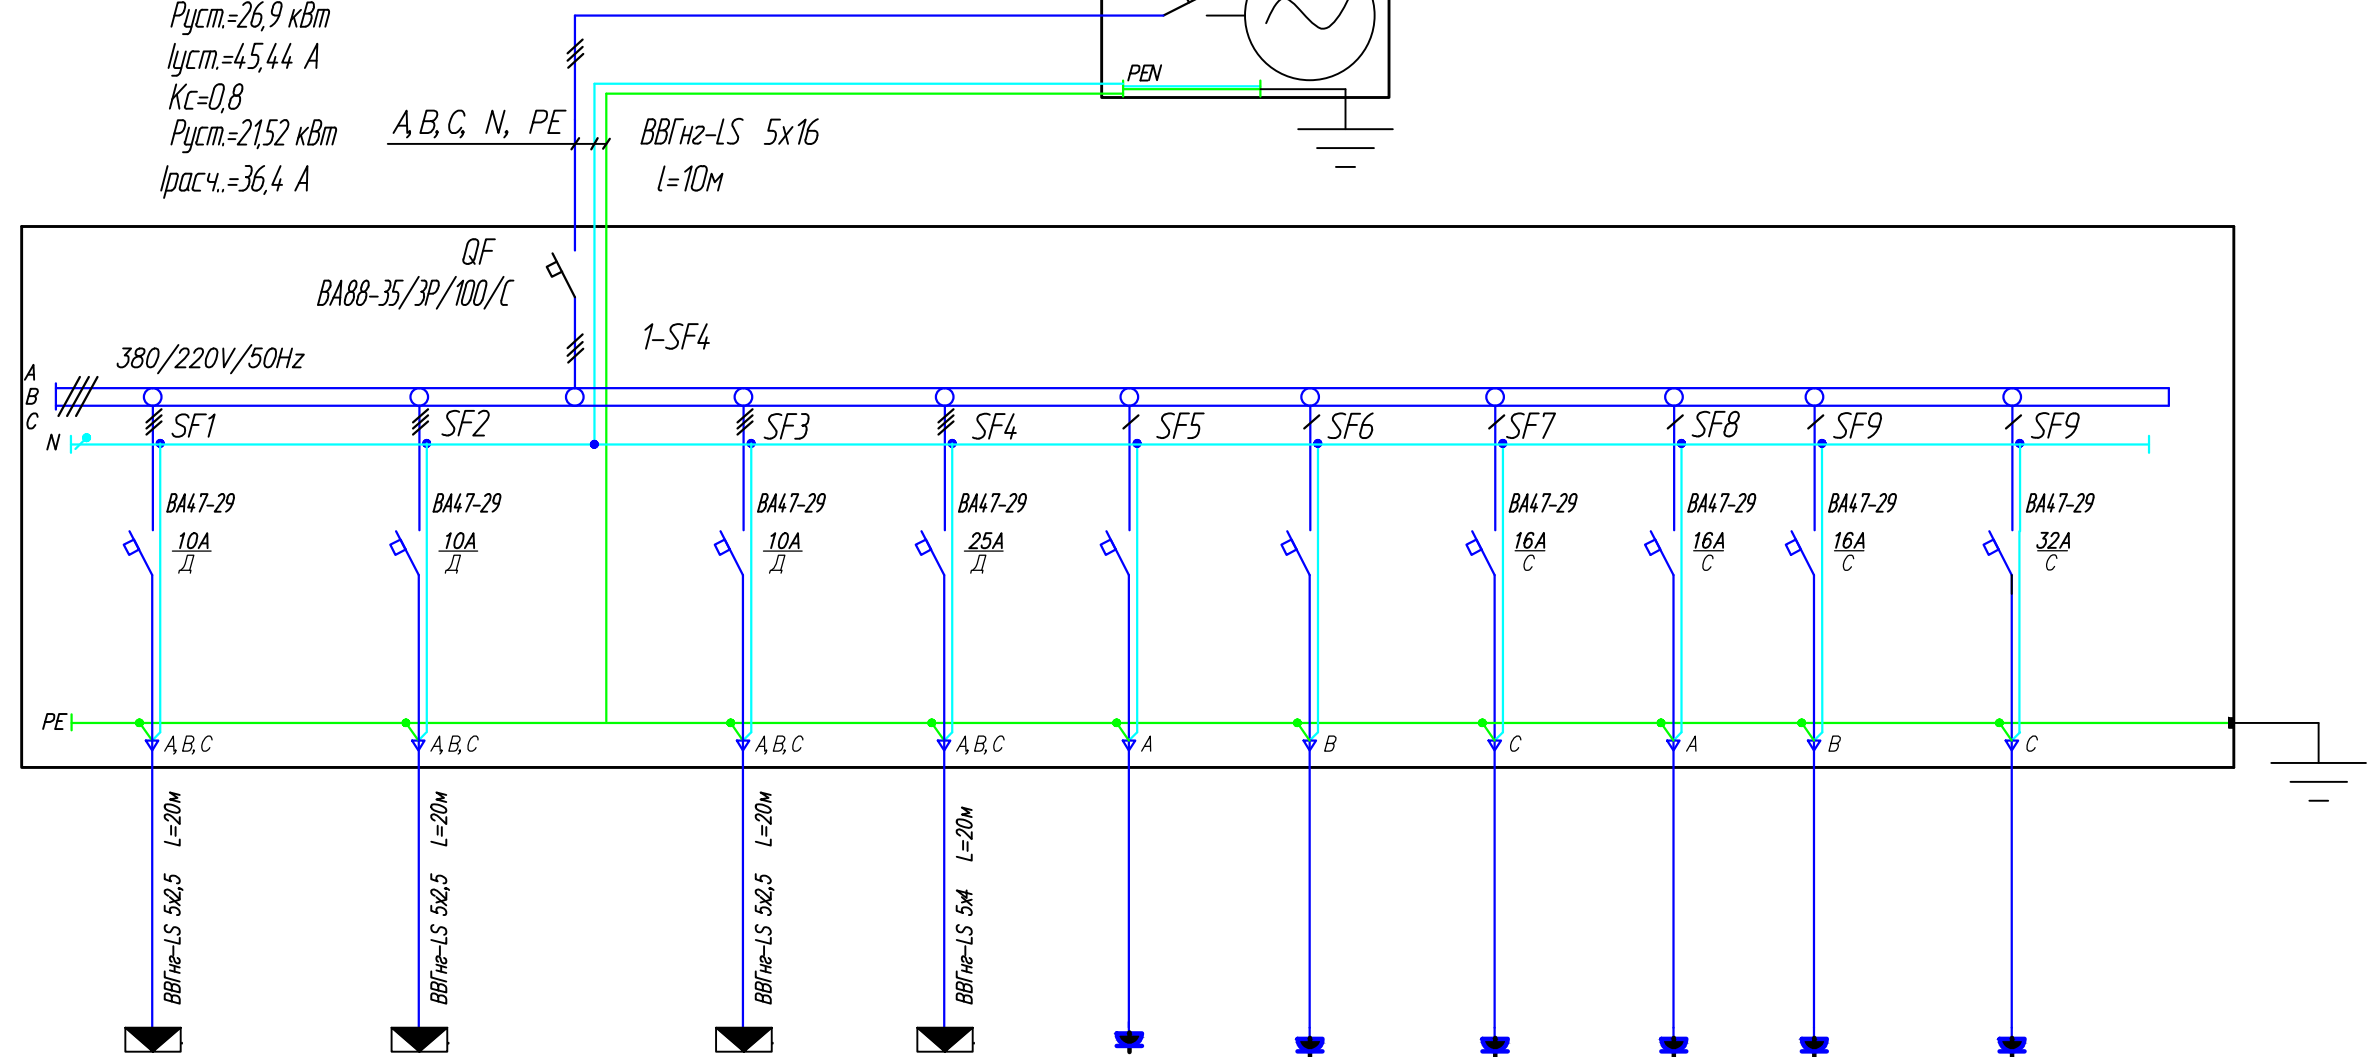 Руст.=26,9 кВт
Iуст.=45,44 А
Кс=0,8
Руст.=21,52 кВт
Iрасч..=36,4 А
A,B,C, N, PE
ВВГнг-LS 5х16
l=10м
PEN
QF
ВА88-35/3Р/100/С
1-SF4
380/220V/50Hz
A
B
C
N
SF1
SF2
SF3
SF4
SF5
SF6
SF7
SF8
SF9
SF9
ВА47-29
10А
Д
ВА47-29
10А
Д
ВА47-29
10А
Д
ВА47-29
25А
Д
ВА47-29
16А
С
ВА47-29
16А
С
ВА47-29
16А
С
ВА47-29
32А
С
PE
A,B,C
A,B,C
A,B,C
A,B,C
A
B
C
A
B
C
ВВГнг-LS 5х2,5 L=20м
ВВГнг-LS 5х2,5 L=20м
ВВГнг-LS 5х2,5 L=20м
ВВГнг-LS 5х4 L=20м